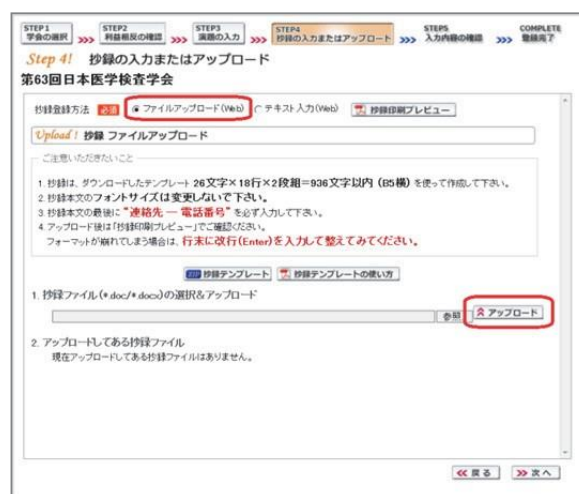 STEP1 学会の選択 >>> STEP2 利益相反の確認 >>> STEP3 演題の入力 >>> STEP4 抄録の入力またはアップロード >>> STEP5 入力内容の確認 >>> COMPLETE 登録完了
Step 4! 抄録の入力またはアップロード
第63回日本医学検査学会
抄録登録方法 必須 ファイルアップロード(Web) テキスト入力(Web) 抄録印刷プレビュー
Upload! 抄録 ファイルアップロード
ご注意いただきたいこと
1. 抄録は、ダウンロードしたテンプレート 26文字×18行×2段組=936文字以内 (B5横) を使って作成して下さい。
2. 抄録本文のフォントサイズは変更しないで下さい。
3. 抄録本文の最後に"連絡先 ― 電話番号"を必ず入力して下さい。
4. アップロード後は「抄録印刷プレビュー」でご確認ください。
フォーマットが崩れてしまう場合は、行末に改行(Enter)を入力して整えてみてください。
抄録テンプレート 抄録テンプレートの使い方
1. 抄録ファイル(*.doc/*.docx)の選択&アップロード
参照 アップロード
2. アップロードしてある抄録ファイル
現在アップロードしてある抄録ファイルはありません。
<< 戻る >> 次へ